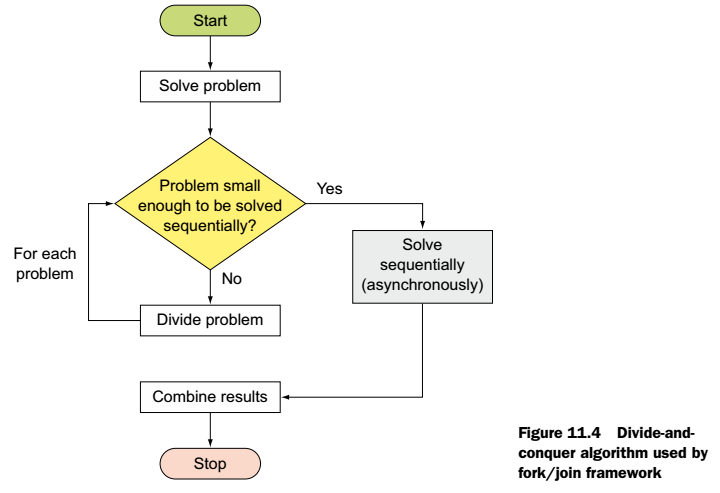 Start
Solve problem
Problem small
enough to be solved
sequentially?
Yes
No
For each
problem
Divide problem
Solve
sequentially
(asynchronously)
Combine results
Stop
Figure 11.4 Divide-and-
conquer algorithm used by
fork/join framework